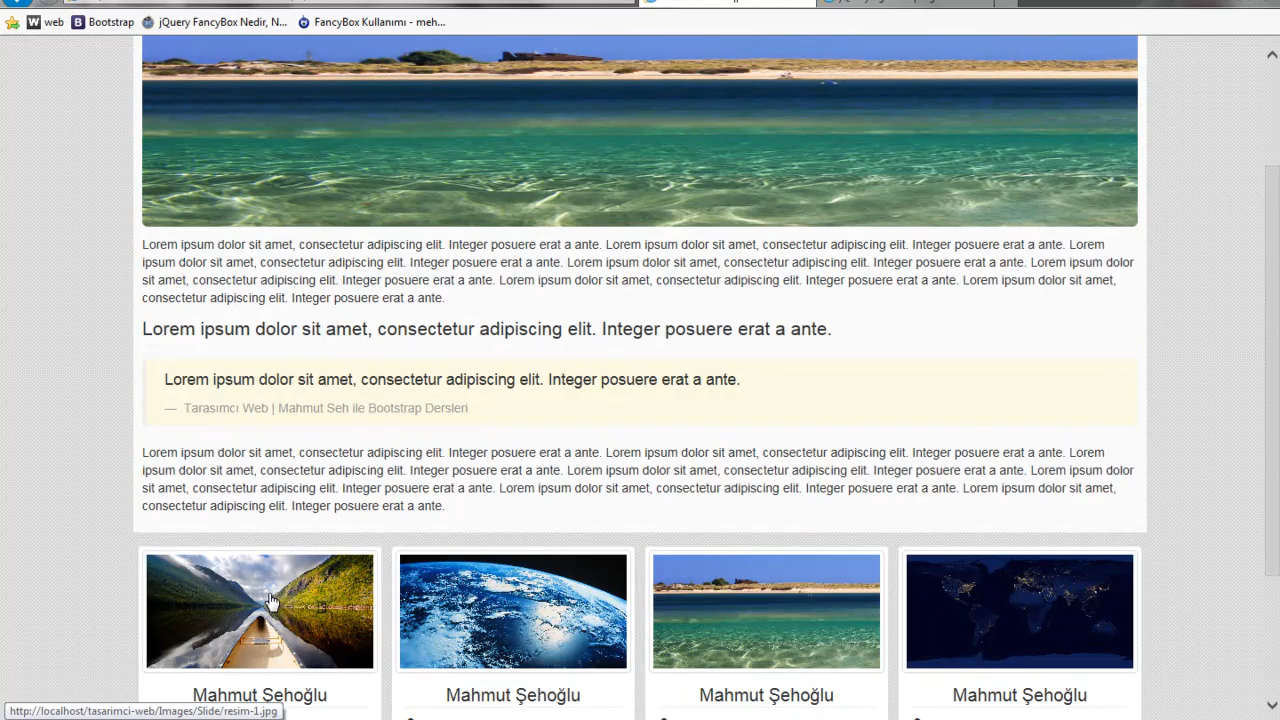 web Bootstrap jQuery FancyBox Nedir, N... FancyBox Kullanımı - meh...
Lorem ipsum dolor sit amet, consectetur adipiscing elit. Integer posuere erat a ante. Lorem ipsum dolor sit amet, consectetur adipiscing elit. Integer posuere erat a ante. Lorem
ipsum dolor sit amet, consectetur adipiscing elit. Integer posuere erat a ante. Lorem ipsum dolor sit amet, consectetur adipiscing elit. Integer posuere erat a ante. Lorem ipsum dolor
sit amet, consectetur adipiscing elit. Integer posuere erat a ante. Lorem ipsum dolor sit amet, consectetur adipiscing elit. Integer posuere erat a ante. Lorem ipsum dolor sit amet,
consectetur adipiscing elit. Integer posuere erat a ante.
Lorem ipsum dolor sit amet, consectetur adipiscing elit. Integer posuere erat a ante.
Lorem ipsum dolor sit amet, consectetur adipiscing elit. Integer posuere erat a ante.
— Tarasımcı Web | Mahmut Seh ile Bootstrap Dersleri
Lorem ipsum dolor sit amet, consectetur adipiscing elit. Integer posuere erat a ante. Lorem ipsum dolor sit amet, consectetur adipiscing elit. Integer posuere erat a ante. Lorem
ipsum dolor sit amet, consectetur adipiscing elit. Integer posuere erat a ante. Lorem ipsum dolor sit amet, consectetur adipiscing elit. Integer posuere erat a ante. Lorem ipsum dolor
sit amet, consectetur adipiscing elit. Integer posuere erat a ante. Lorem ipsum dolor sit amet, consectetur adipiscing elit. Integer posuere erat a ante. Lorem ipsum dolor sit amet,
consectetur adipiscing elit. Integer posuere erat a ante.
Mahmut Şehoğlu Mahmut Şehoğlu Mahmut Şehoğlu Mahmut Şehoğlu
http://localhost/tasarimci-web/Images/Slide/resim-1.jpg